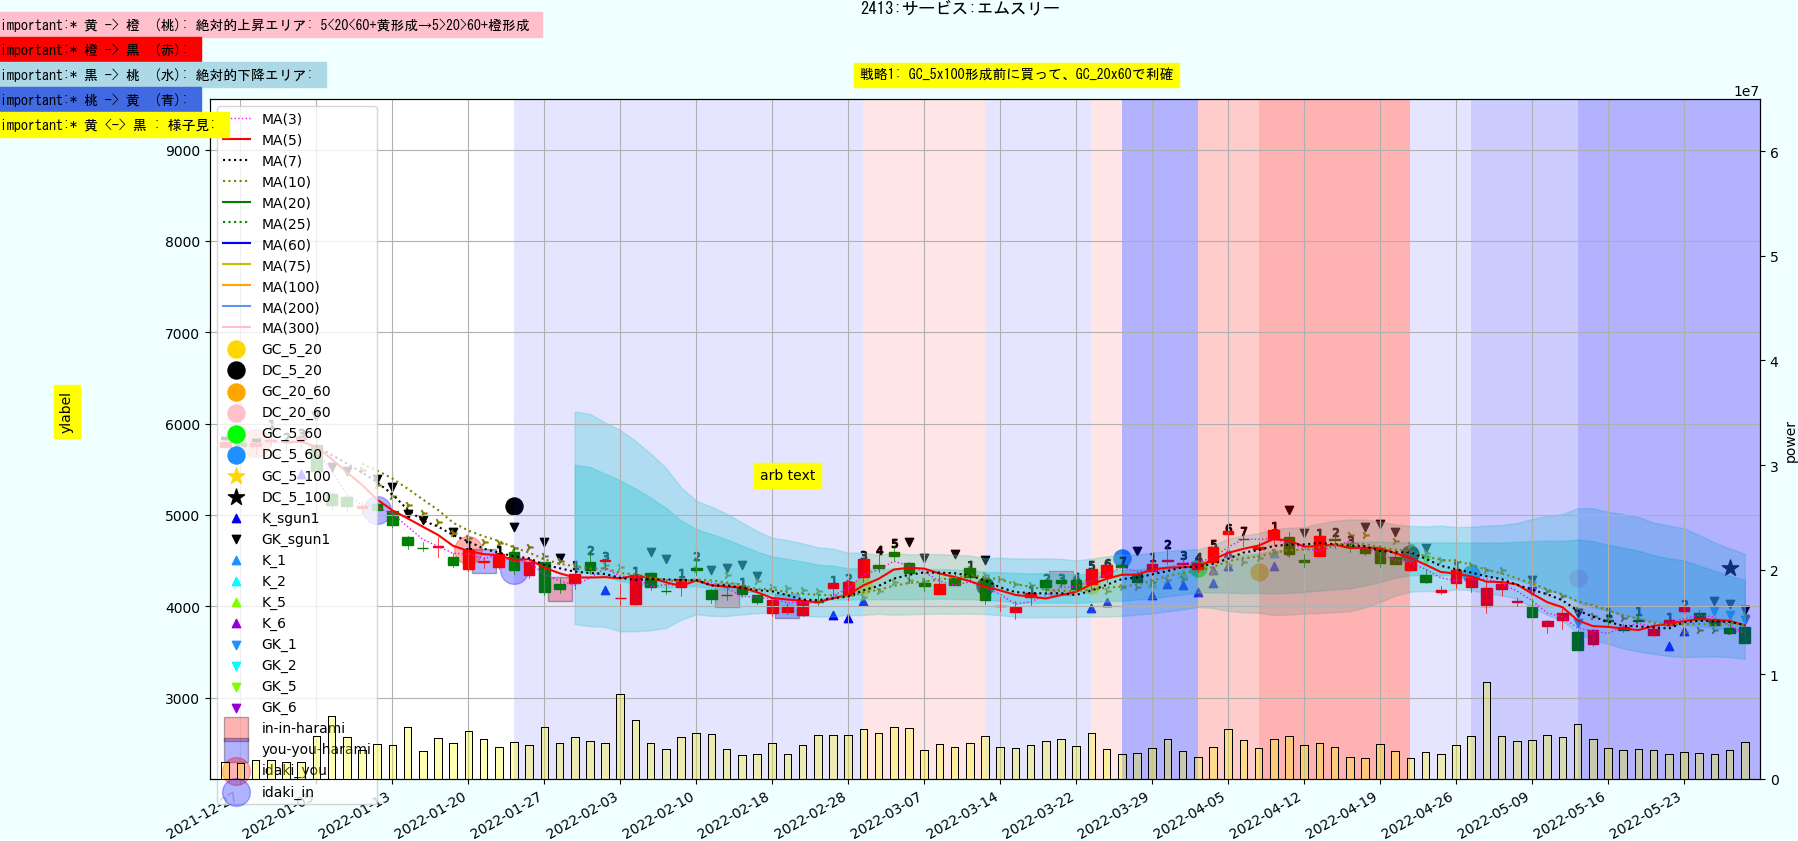 2413:サービス:エムスリー
important:* 黄 -> 橙 (桃): 絶対的上昇エリア: 5<20<60+黄形成→5>20>60+橙形成
important:* 橙 -> 黒 (赤):
important:* 黒 -> 桃 (水): 絶対的下降エリア:
戦略1: GC_5x100形成前に買って、GC_20x60で利確
important:* 桃 -> 黄 (青):
important:* 黄 <-> 黒 : 様子見:
1e7
MA(3)
MA(5)
MA(7)
MA(10)
MA(20)
MA(25)
MA(60)
MA(75)
MA(100)
MA(200)
MA(300)
GC_5_20
DC_5_20
GC_20_60
DC_20_60
GC_5_60
DC_5_60
GC_5_100
DC_5_100
K_sgun1
GK_sgun1
K_1
K_2
K_5
K_6
GK_1
GK_2
GK_5
GK_6
in-in-harami
you-you-harami
idaki_you
idaki_in
9000
8000
7000
6000
5000
4000
3000
ylabel
arb text
6
5
4
3
2
1
0
power
2022-01-13
2022-01-20
2022-01-27
2022-02-03
2022-02-10
2022-02-18
2022-02-28
2022-03-07
2022-03-14
2022-03-22
2022-03-29
2022-04-05
2022-04-12
2022-04-19
2022-04-26
2022-05-09
2022-05-16
2022-05-23